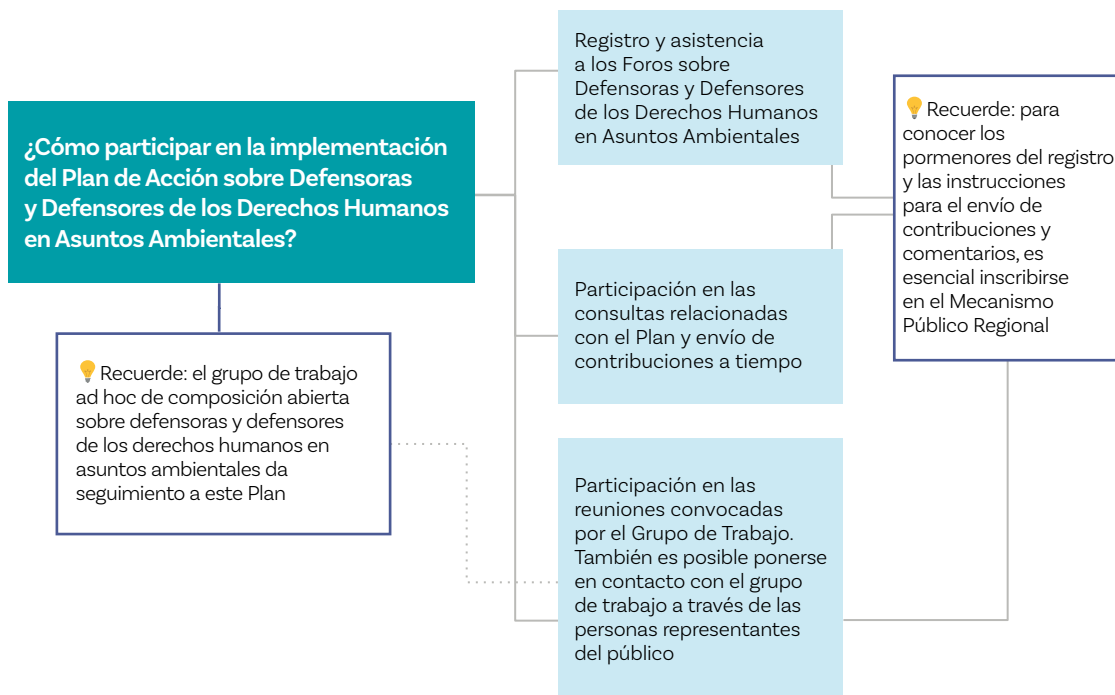 ¿Cómo participar en la implementación
del Plan de Acción sobre Defensoras
y Defensores de los Derechos Humanos
en Asuntos Ambientales?
Recuerde: el grupo de trabajo
ad hoc de composición abierta
sobre defensoras y defensores
de los derechos humanos en
asuntos ambientales da
seguimiento a este Plan
Registro y asistencia
a los Foros sobre
Defensoras y Defensores
de los Derechos Humanos
en Asuntos Ambientales
Participación en las
consultas relacionadas
con el Plan y envío de
contribuciones a tiempo
Participación en las
reuniones convocadas
por el Grupo de Trabajo.
También es posible ponerse
en contacto con el grupo
de trabajo a través de las
personas representantes
del público
Recuerde: para
conocer los
pormenores del registro
y las instrucciones
para el envío de
contribuciones y
comentarios, es
esencial inscribirse
en el Mecanismo
Público Regional